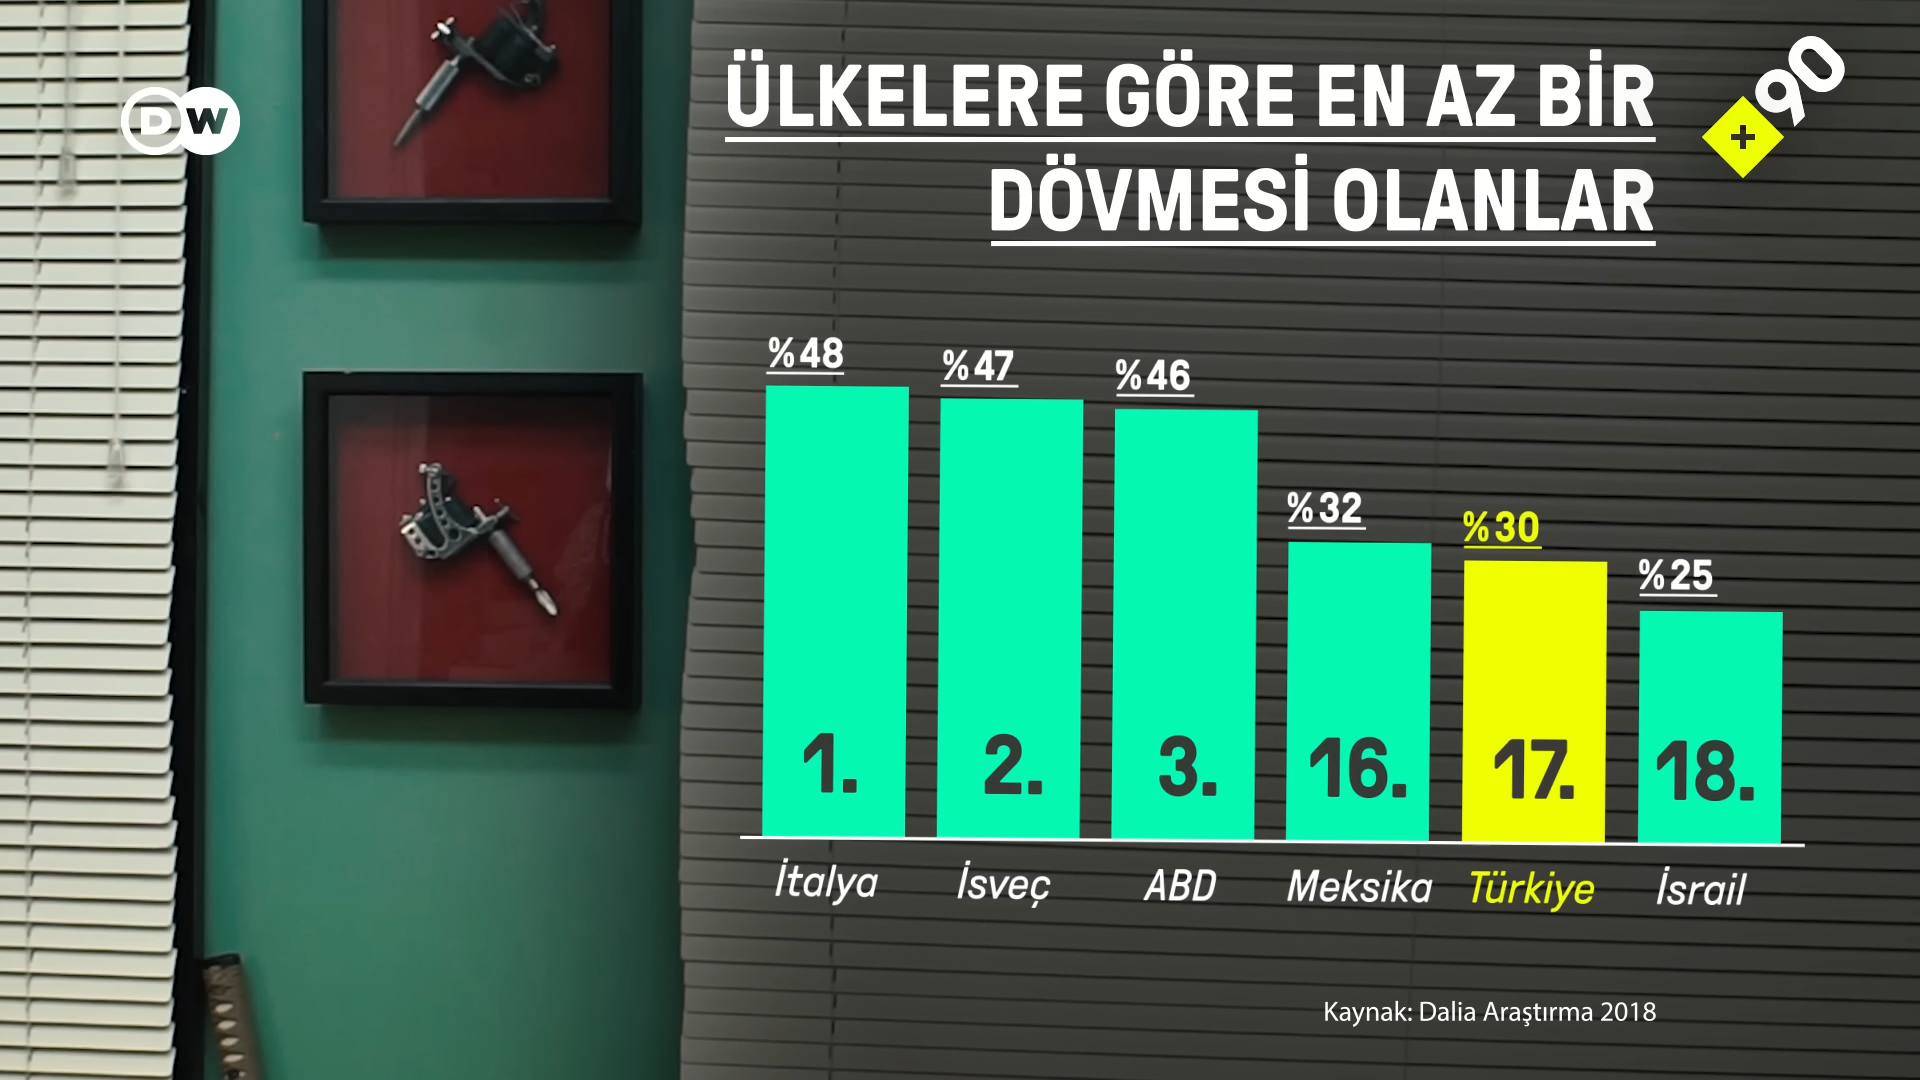 DW
+90
ÜLKELERE GÖRE EN AZ BİR
DÖVMESİ OLANLAR
%48
%47
%46
%32
%30
%25
1.
2.
3.
16.
17.
18.
İtalya
İsveç
ABD
Meksika
Türkiye
İsrail
Kaynak: Dalia Araştırma 2018